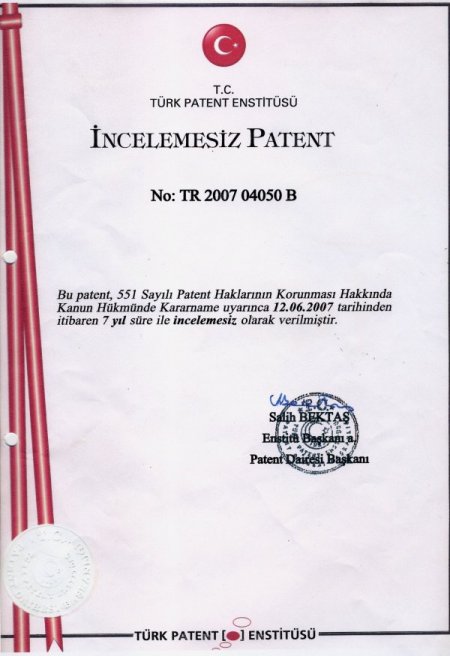 T.C.
TÜRK PATENT ENSTİTÜSÜ
İNCELEMESİZ PATENT
No: TR 2007 04050 B
Bu patent, 551 Sayılı Patent Haklarının Korunması Hakkında
Kanun Hükmünde Kararname uyarınca 12.06.2007 tarihinden
itibaren 7 yıl süre ile incelemesiz olarak verilmiştir.
Salih BEKTAŞ
Enstitü Başkanı a.
Patent Dairesi Başkanı
TÜRK PATENT ENSTİTÜSÜ